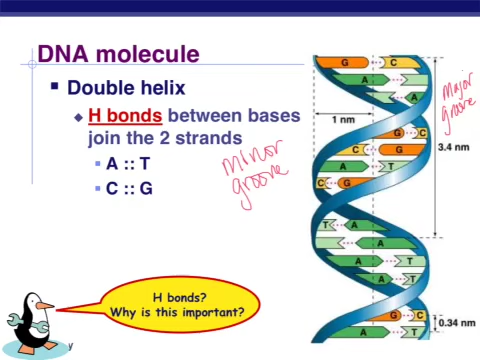 DNA molecule
Double helix
H bonds between bases
join the 2 strands
A :: T
C :: G
minor
groove
H bonds?
Why is this important?
y
G C
A
A
1 nm
Major
groove
G C
3.4 nm
C G
A T
C G
T A
A
A T
A T
G C
0.34 nm
A T